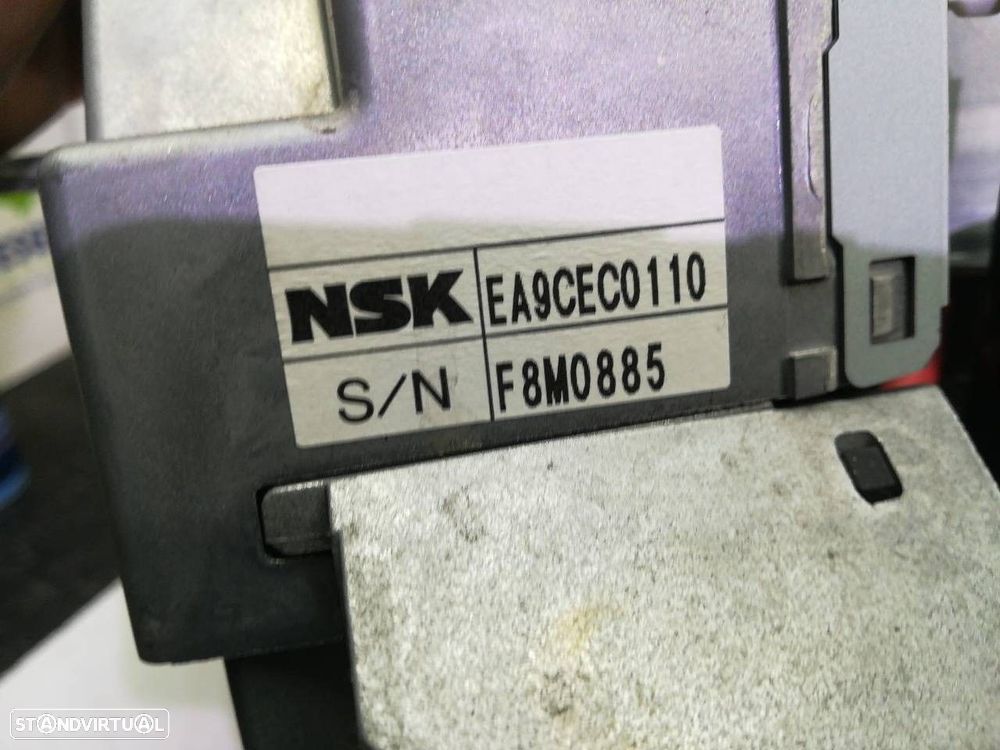 NSK EA9CEC0110
S/N F8M0885
STANDVIRTUAL